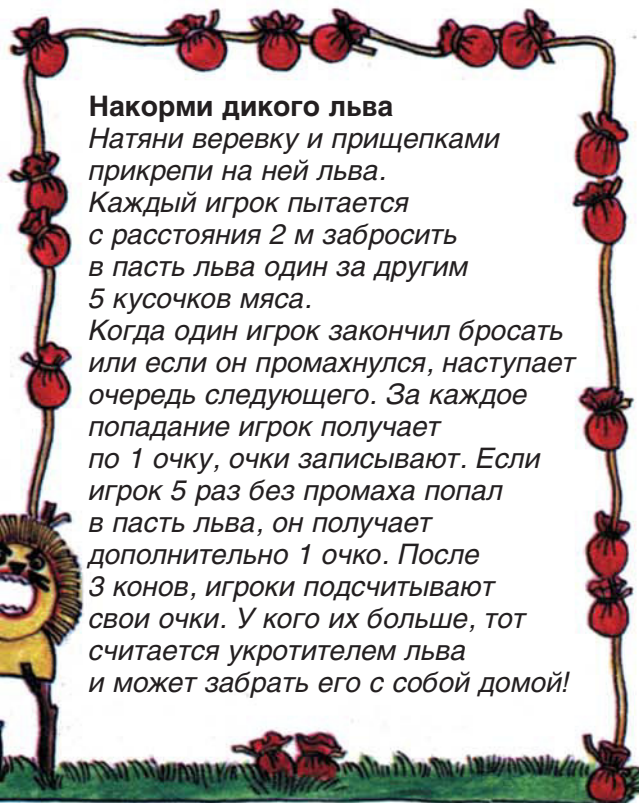 Накорми дикого льва
Натяни веревку и прищепками
прикрепи на ней льва.
Каждый игрок пытается
с расстояния 2 м забросить
в пасть льва один за другим
5 кусочков мяса.
Когда один игрок закончил бросать
или если он промахнулся, наступает
очередь следующего. За каждое
попадание игрок получает
по 1 очку, очки записывают. Если
игрок 5 раз без промаха попал
в пасть льва, он получает
дополнительно 1 очко. После
3 конов, игроки подсчитывают
свои очки. У кого их больше, тот
считается укротителем льва
и может забрать его с собой домой!